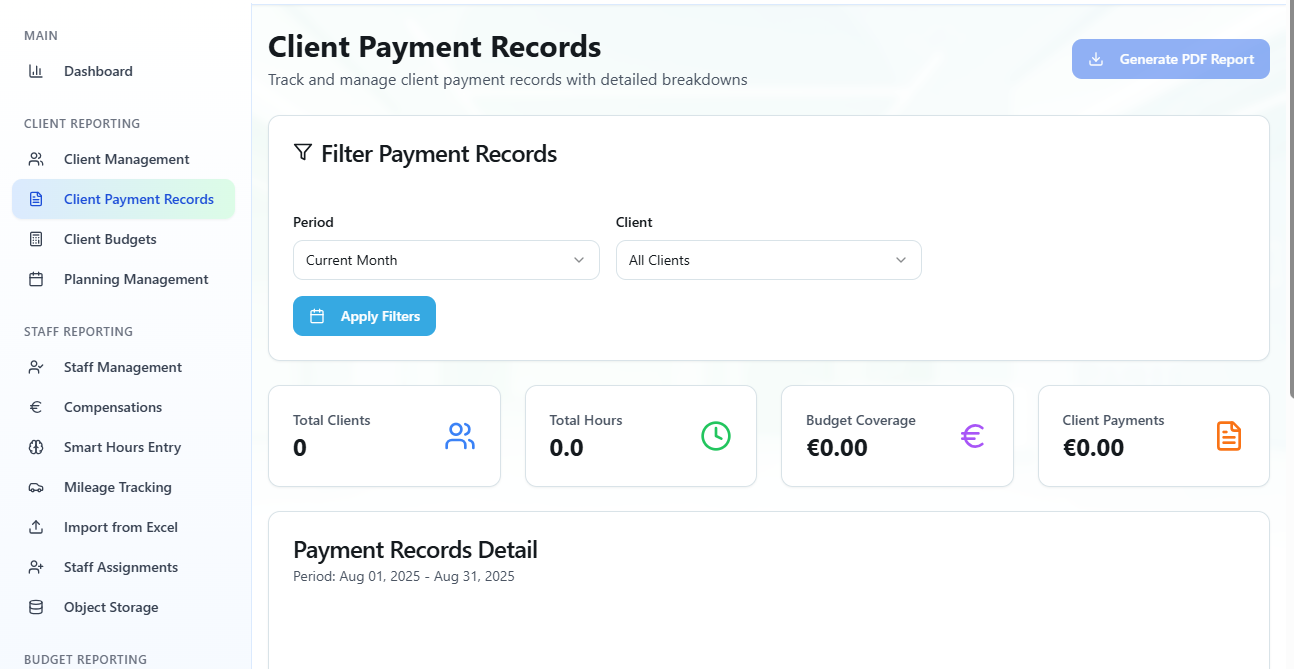 MAIN
Dashboard
CLIENT REPORTING
Client Management
Client Payment Records
Client Budgets
Planning Management
STAFF REPORTING
Staff Management
Compensations
Smart Hours Entry
Mileage Tracking
Import from Excel
Staff Assignments
Object Storage
BUDGET REPORTING
Client Payment Records
Track and manage client payment records with detailed breakdowns
Generate PDF Report
Filter Payment Records
Period
Client
Current Month
All Clients
Apply Filters
Total Clients
0
Total Hours
0.0
Budget Coverage
€0.00
Client Payments
€0.00
Payment Records Detail
Period: Aug 01, 2025 - Aug 31, 2025